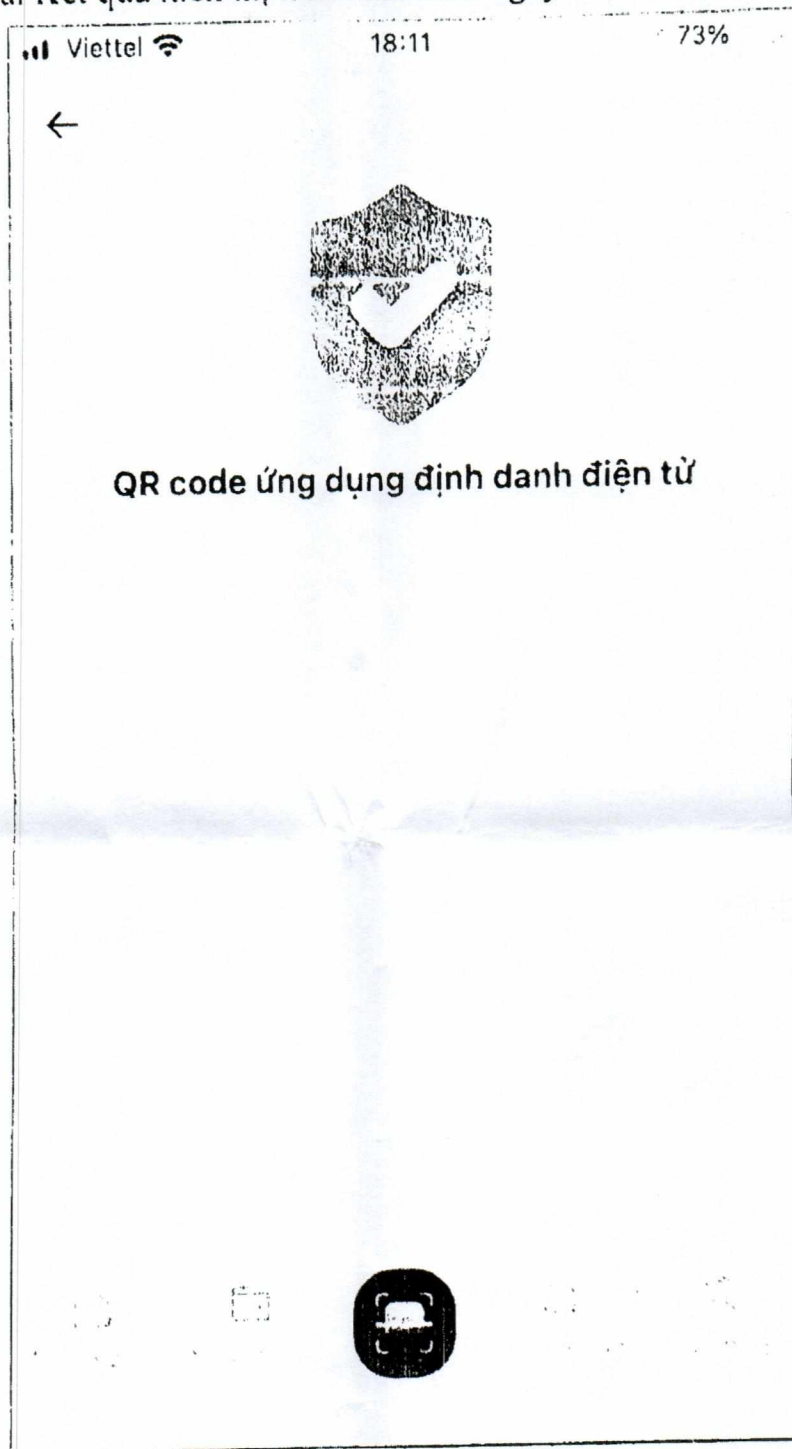 Viettel 18:11 73%
QR code ứng dụng định danh điện tử